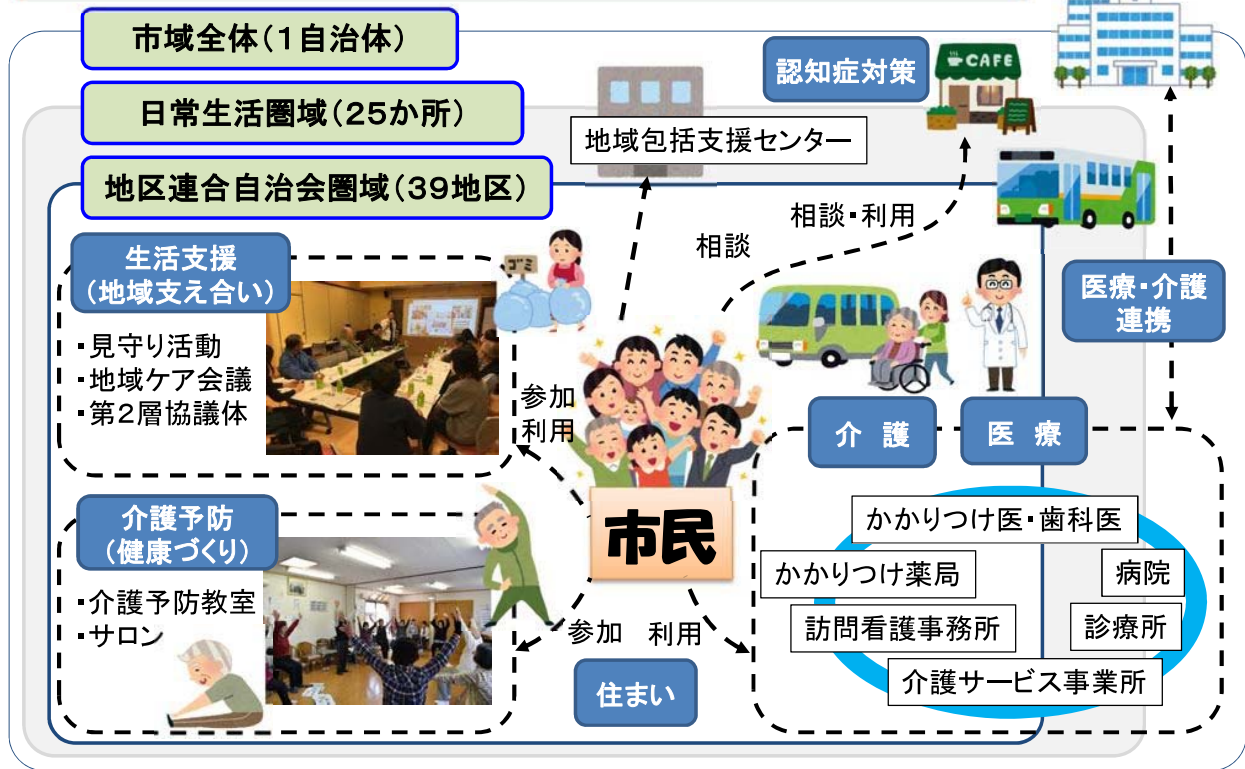 市域全体(1自治体)
日常生活圏域(25か所)
地区連合自治会圏域(39地区)
認知症対策
CAFE
地域包括支援センター
相談・利用
相談
生活支援
(地域支え合い)
・見守り活動
・地域ケア会議
・第2層協議体
ゴミ
参加
利用
医療・介護
連携
介護
医療
市民
介護予防
(健康づくり)
・介護予防教室
・サロン
参加
利用
住まい
かかりつけ医・歯科医
かかりつけ薬局
病院
訪問看護事務所
診療所
介護サービス事業所